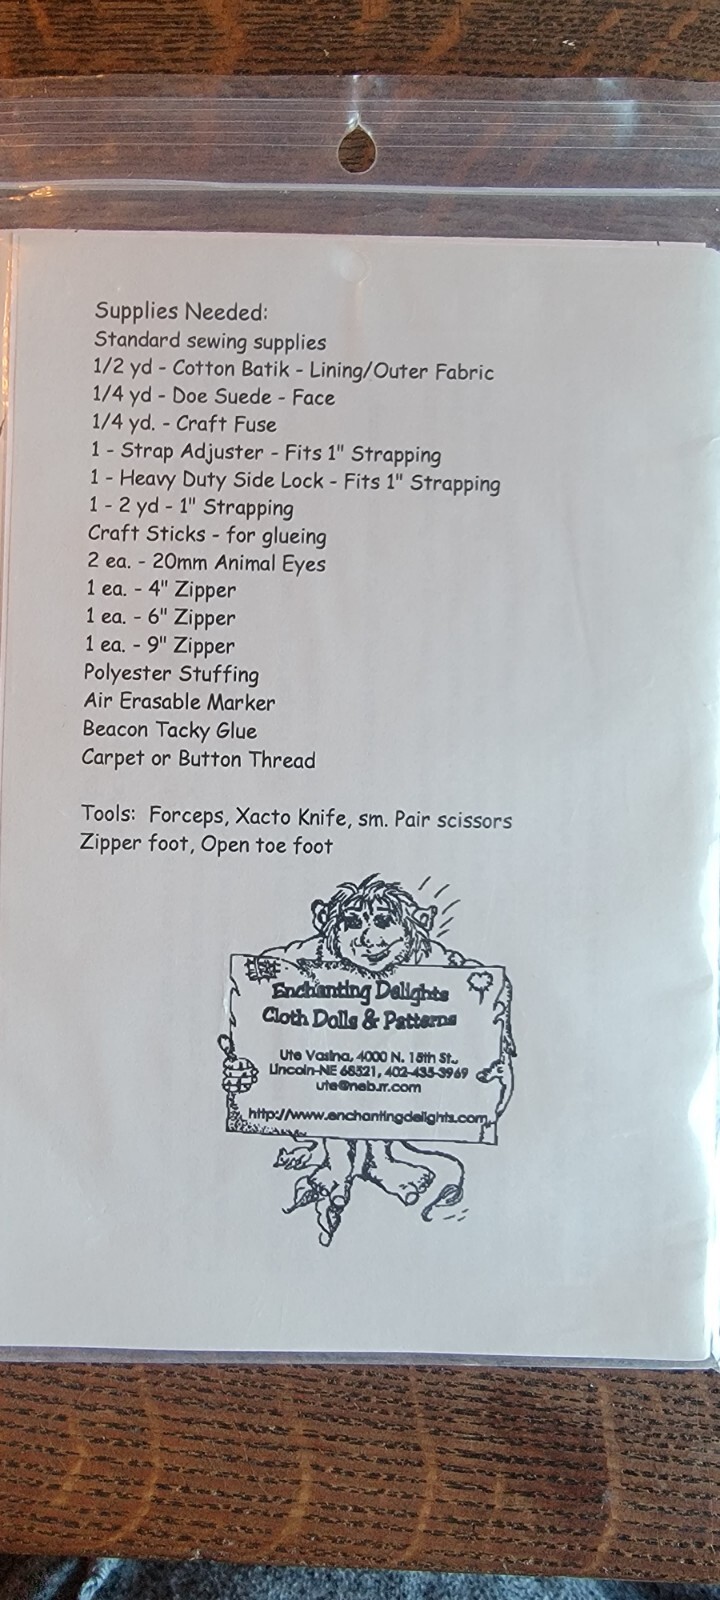 Supplies Needed:
Standard sewing supplies
1/2 yd - Cotton Batik - Lining/Outer Fabric
1/4 yd - Doe Suede - Face
1/4 yd. - Craft Fuse
1 - Strap Adjuster - Fits 1" Strapping
1 - Heavy Duty Side Lock - Fits 1" Strapping
1 - 2 yd - 1" Strapping
Craft Sticks - for glueing
2 ea. - 20mm Animal Eyes
1 ea. - 4" Zipper
1 ea. - 6" Zipper
1 ea. - 9" Zipper
Polyester Stuffing
Air Erasable Marker
Beacon Tacky Glue
Carpet or Button Thread
Tools:  Forceps, Xacto Knife, sm. Pair scissors
Zipper foot, Open toe foot
Enchanting Delights
Cloth Dolls & Patterns
Ute Vasina, 4000 N. 15th St.,
Lincoln-NE 68521, 402-435-3969
ute@neb.rr.com
http://www.enchantingdelights.com